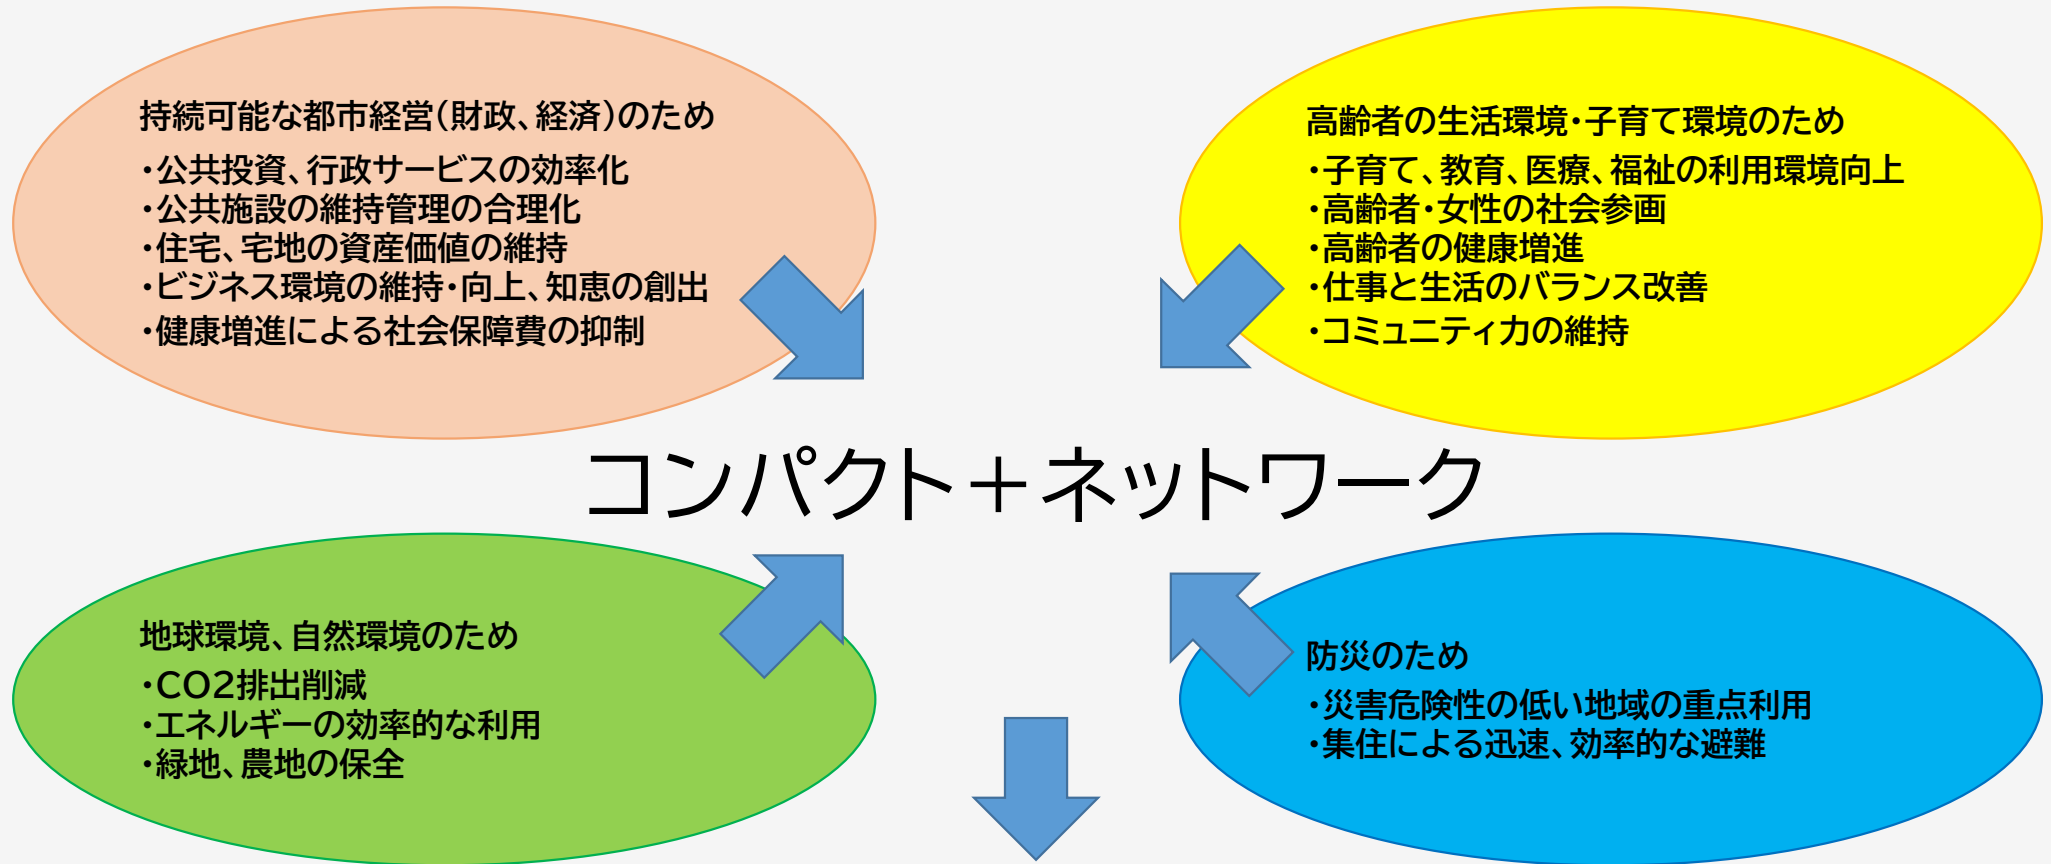 持続可能な都市経営(財政、経済)のため
・公共投資、行政サービスの効率化
・公共施設の維持管理の合理化
・住宅、宅地の資産価値の維持
・ビジネス環境の維持・向上、知恵の創出
・健康増進による社会保障費の抑制
高齢者の生活環境・子育て環境のため
・子育て、教育、医療、福祉の利用環境向上
・高齢者・女性の社会参画
・高齢者の健康増進
・仕事と生活のバランス改善
・コミュニティ力の維持
コンパクト＋ネットワーク
地球環境、自然環境のため
・CO2排出削減
・エネルギーの効率的な利用
・緑地、農地の保全
防災のため
・災害危険性の低い地域の重点利用
・集住による迅速、効率的な避難